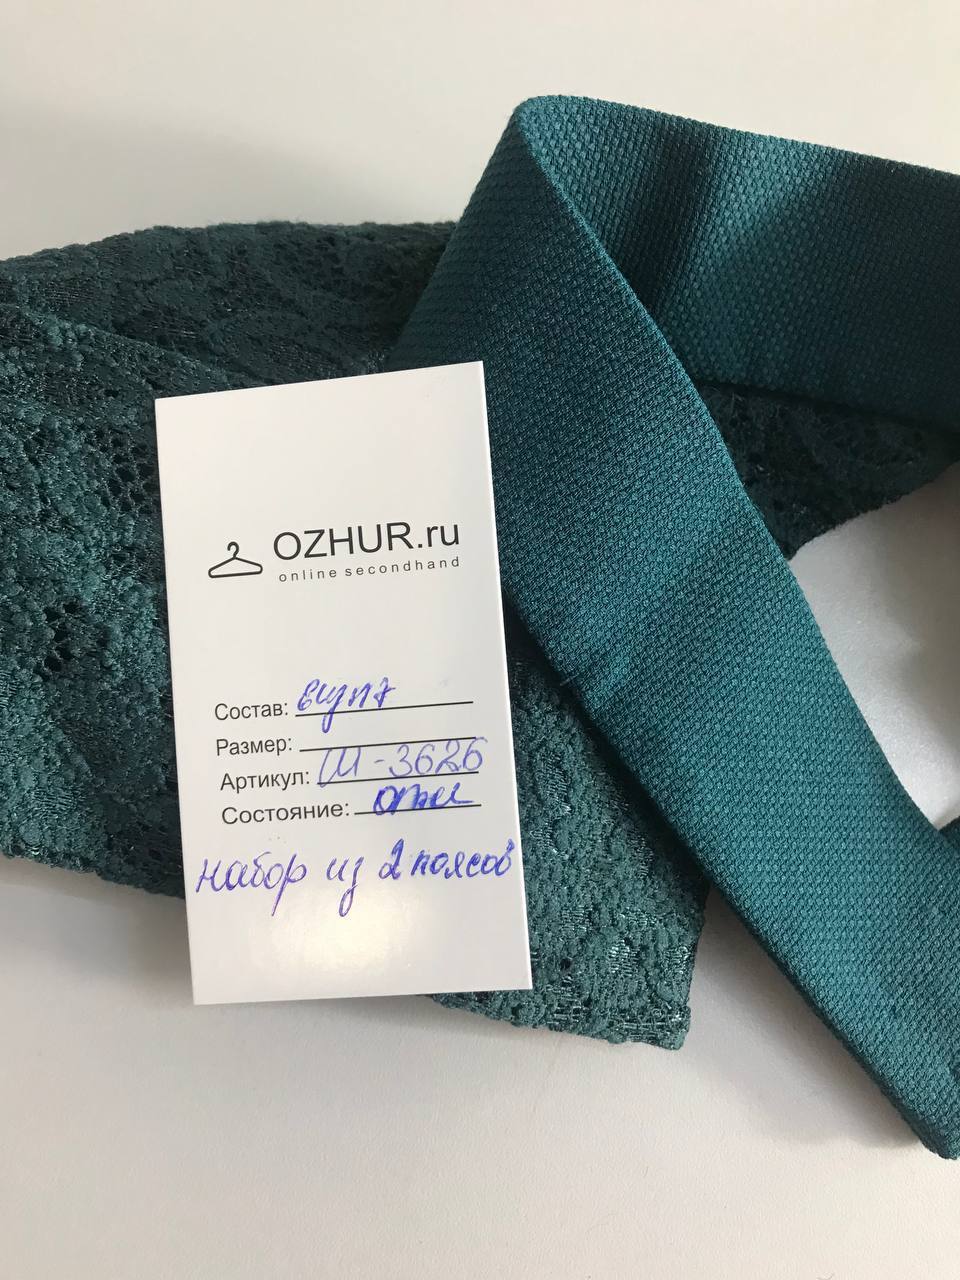 OZHUR.ru
online secondhand
Состав:
Размер:
Артикул: Ш-3626
Состояние: отл
набор из 2 поясов